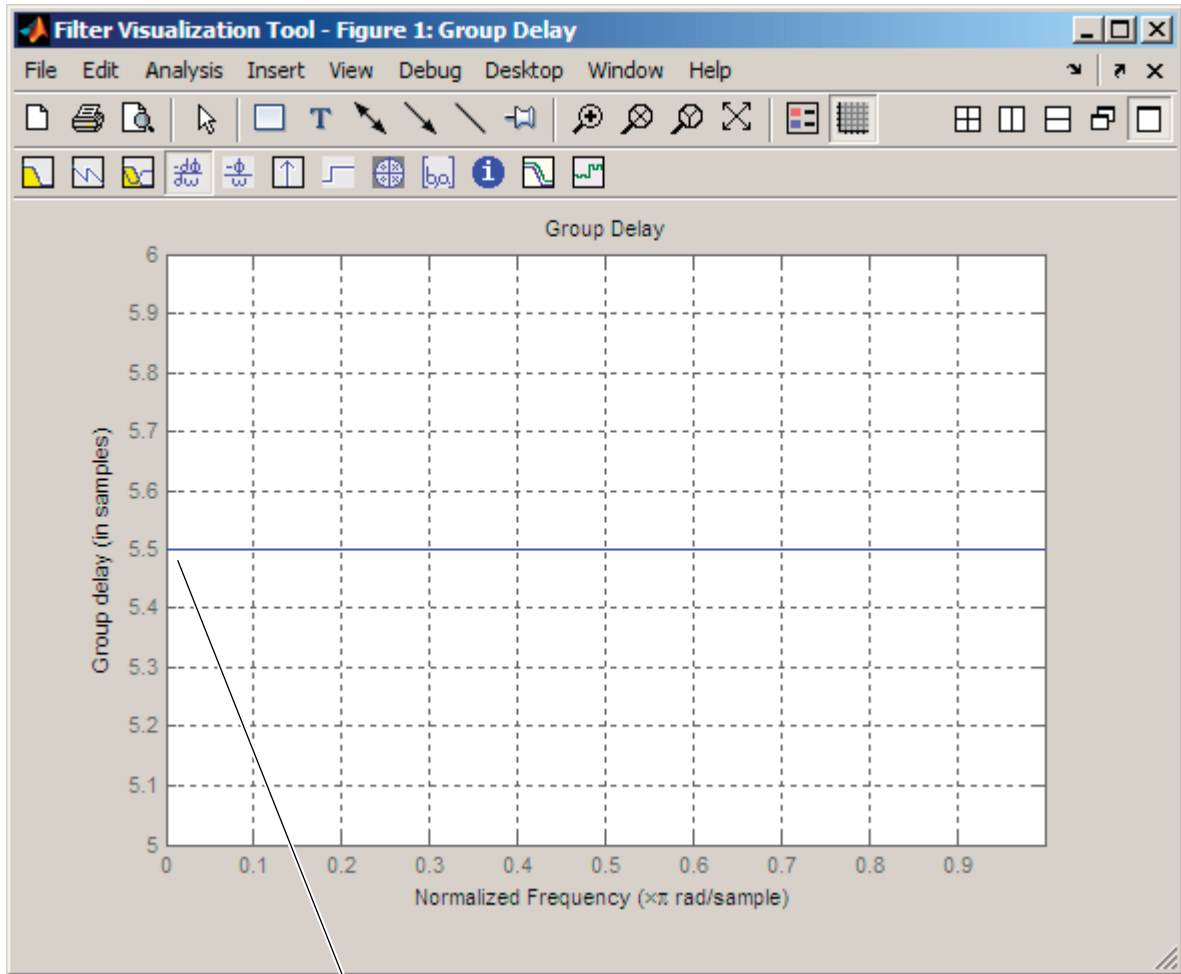 Filter Visualization Tool - Figure 1: Group Delay
File Edit Analysis Insert View Debug Desktop Window Help
T
-dϕ
dω
-ϕ
ω
[b,a]
i
Group Delay
6
5.9
5.8
5.7
5.6
5.5
5.4
5.3
5.2
5.1
5
Group delay (in samples)
0 0.1 0.2 0.3 0.4 0.5 0.6 0.7 0.8 0.9
Normalized Frequency (×π rad/sample)